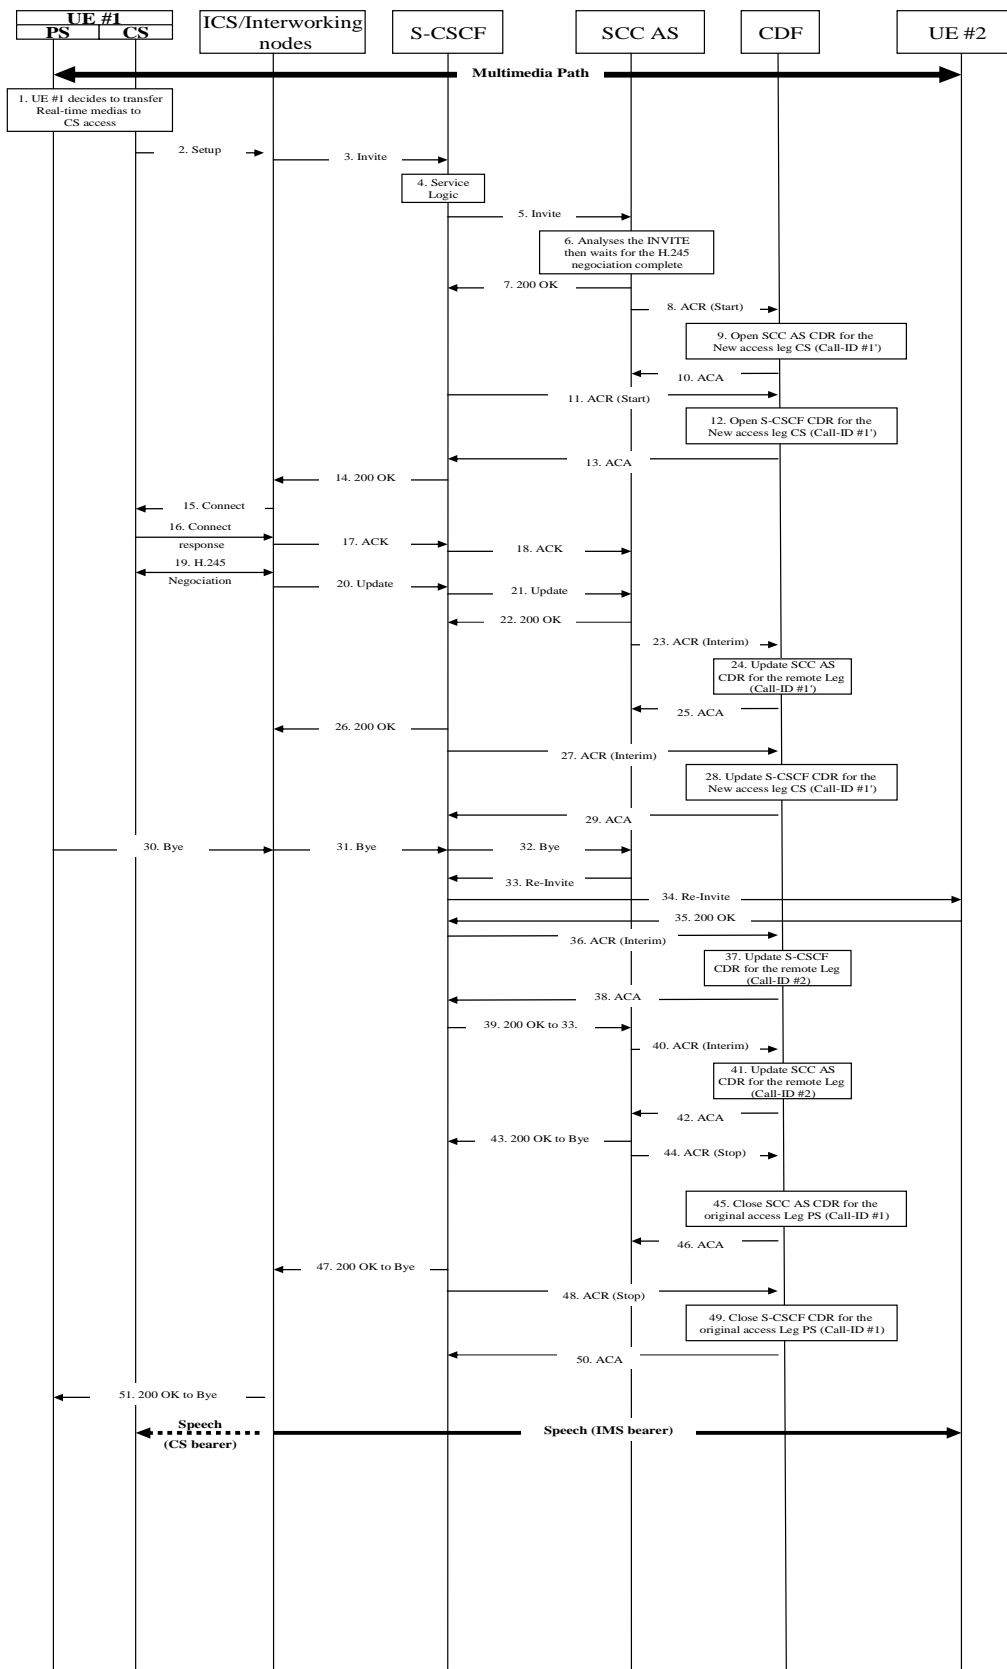 UE #1
PS
CS
ICS/Interworking
nodes
S-CSCF
SCC AS
CDF
UE #2
Multimedia Path
1. UE #1 decides to transfer
Real-time medias to
CS access
2. Setup
3. Invite
4. Service
Logic
5. Invite
6. Analyses the INVITE
then waits for the H.245
negociation complete
7. 200 OK
8. ACR (Start)
9. Open SCC AS CDR for the
New access leg CS (Call-ID #1')
10. ACA
11. ACR (Start)
12. Open S-CSCF CDR for the
New access leg CS (Call-ID #1')
13. ACA
14. 200 OK
15. Connect
16. Connect
response
17. ACK
18. ACK
19. H.245
Negociation
20. Update
21. Update
22. 200 OK
23. ACR (Interim)
24. Update SCC AS
CDR for the remote Leg
(Call-ID #1')
25. ACA
26. 200 OK
27. ACR (Interim)
28. Update S-CSCF CDR for the
New access leg CS (Call-ID #1')
29. ACA
30. Bye
31. Bye
32. Bye
33. Re-Invite
34. Re-Invite
35. 200 OK
36. ACR (Interim)
37. Update S-CSCF
CDR for the remote Leg
(Call-ID #2)
38. ACA
39. 200 OK to 33.
40. ACR (Interim)
41. Update SCC AS
CDR for the remote Leg
(Call-ID #2)
42. ACA
43. 200 OK to Bye
44. ACR (Stop)
45. Close SCC AS CDR for the
original access Leg PS (Call-ID #1)
46. ACA
47. 200 OK to Bye
48. ACR (Stop)
49. Close S-CSCF CDR for the
original access Leg PS (Call-ID #1)
50. ACA
51. 200 OK to Bye
Speech
(CS bearer)
Speech (IMS bearer)